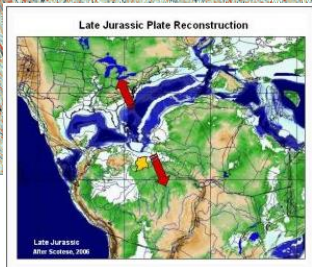 Late Jurassic Plate Reconstruction
Late Jurassic
After Scotese, 2006